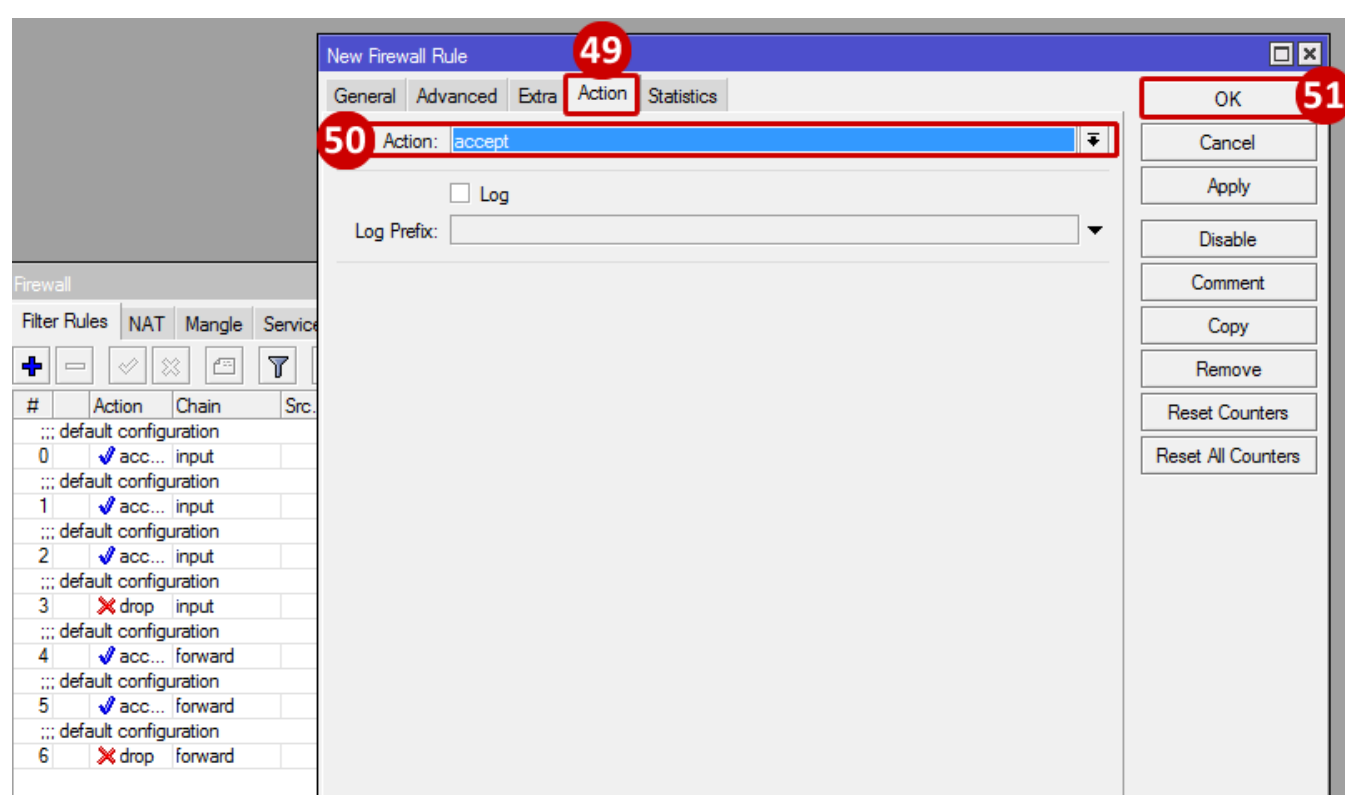 New Firewall Rule
49
General Advanced Extra Action Statistics
OK
51
50
Action: accept
Cancel
Log
Apply
Log Prefix:
Disable
Comment
Copy
Remove
Reset Counters
Reset All Counters
Firewall
Filter Rules NAT Mangle Service
# Action Chain Src.
;;; default configuration
0 acc... input
;;; default configuration
1 acc... input
;;; default configuration
2 acc... input
;;; default configuration
3 drop input
;;; default configuration
4 acc... forward
;;; default configuration
5 acc... forward
;;; default configuration
6 drop forward